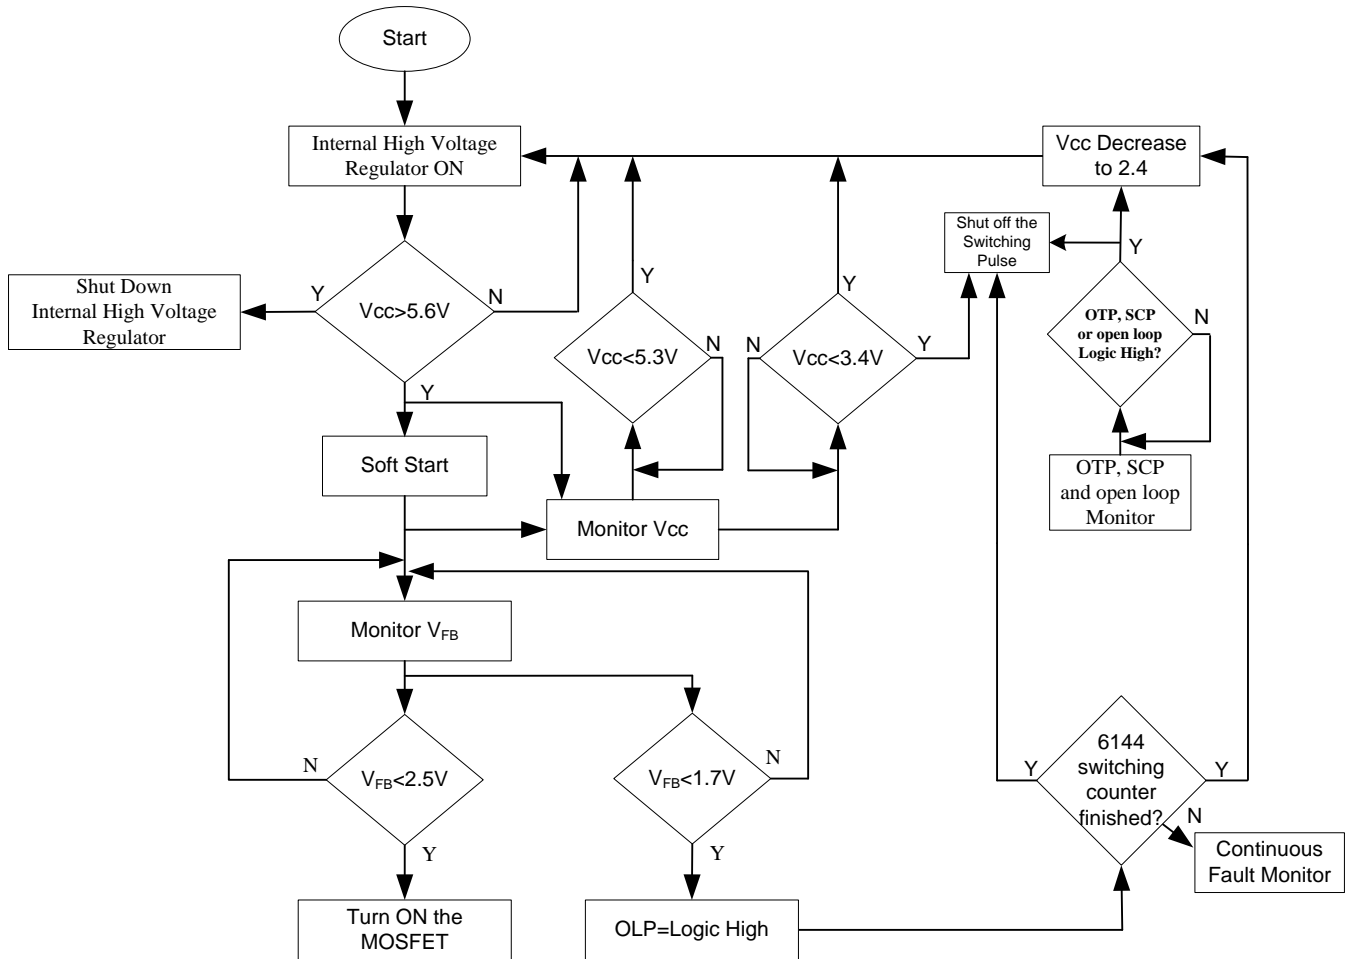 Start
Internal High Voltage
Regulator ON
Vcc Decrease
to 2.4
Shut off the
Switching
Pulse
Y
Shut Down
Internal High Voltage
Regulator
Y
Vcc>5.6V
N
Y
Vcc<5.3V
N
Y
N
Vcc<3.4V
Y
OTP, SCP
or open loop
Logic High?
N
Y
Soft Start
Monitor Vcc
OTP, SCP
and open loop
Monitor
Monitor VFB
N
VFB<2.5V
Y
VFB<1.7V
N
Y
Y
6144
switching
counter
finished?
Y
N
Continuous
Fault Monitor
Turn ON the
MOSFET
OLP=Logic High